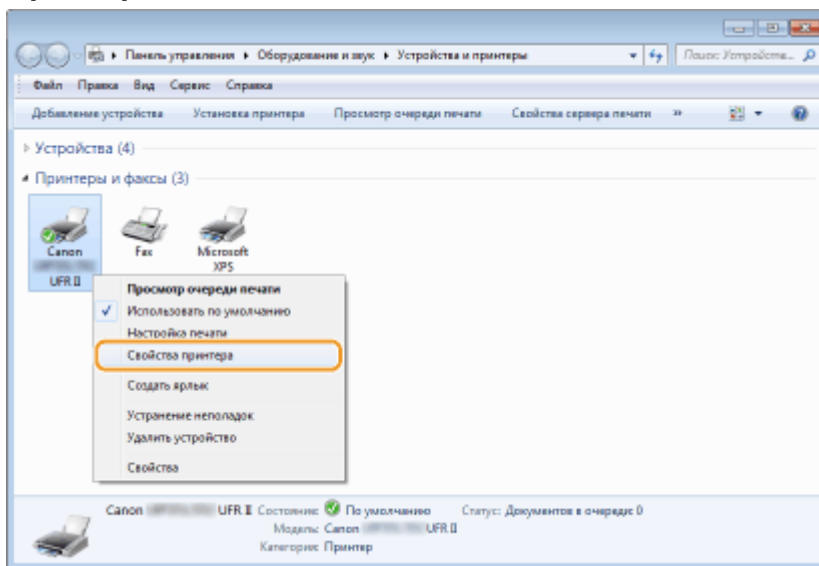 Панель управления ▸ Оборудование и звук ▸ Устройства и принтеры
Поиск: Устройств...
Файл Правка Вид Сервис Справка
Добавление устройства Установка принтера Просмотр очереди печати Свойства сервера печати »
Устройства (4)
Принтеры и факсы (3)
Canon
UFR II
Fax
Microsoft
XPS
Просмотр очереди печати
Использовать по умолчанию
Настройка печати
Свойства принтера
Создать ярлык
Устранение неполадок
Удалить устройство
Свойства
Canon UFR II Состояние: По умолчанию Статус: Документов в очереди: 0
Модель: Canon UFR II
Категория: Принтер